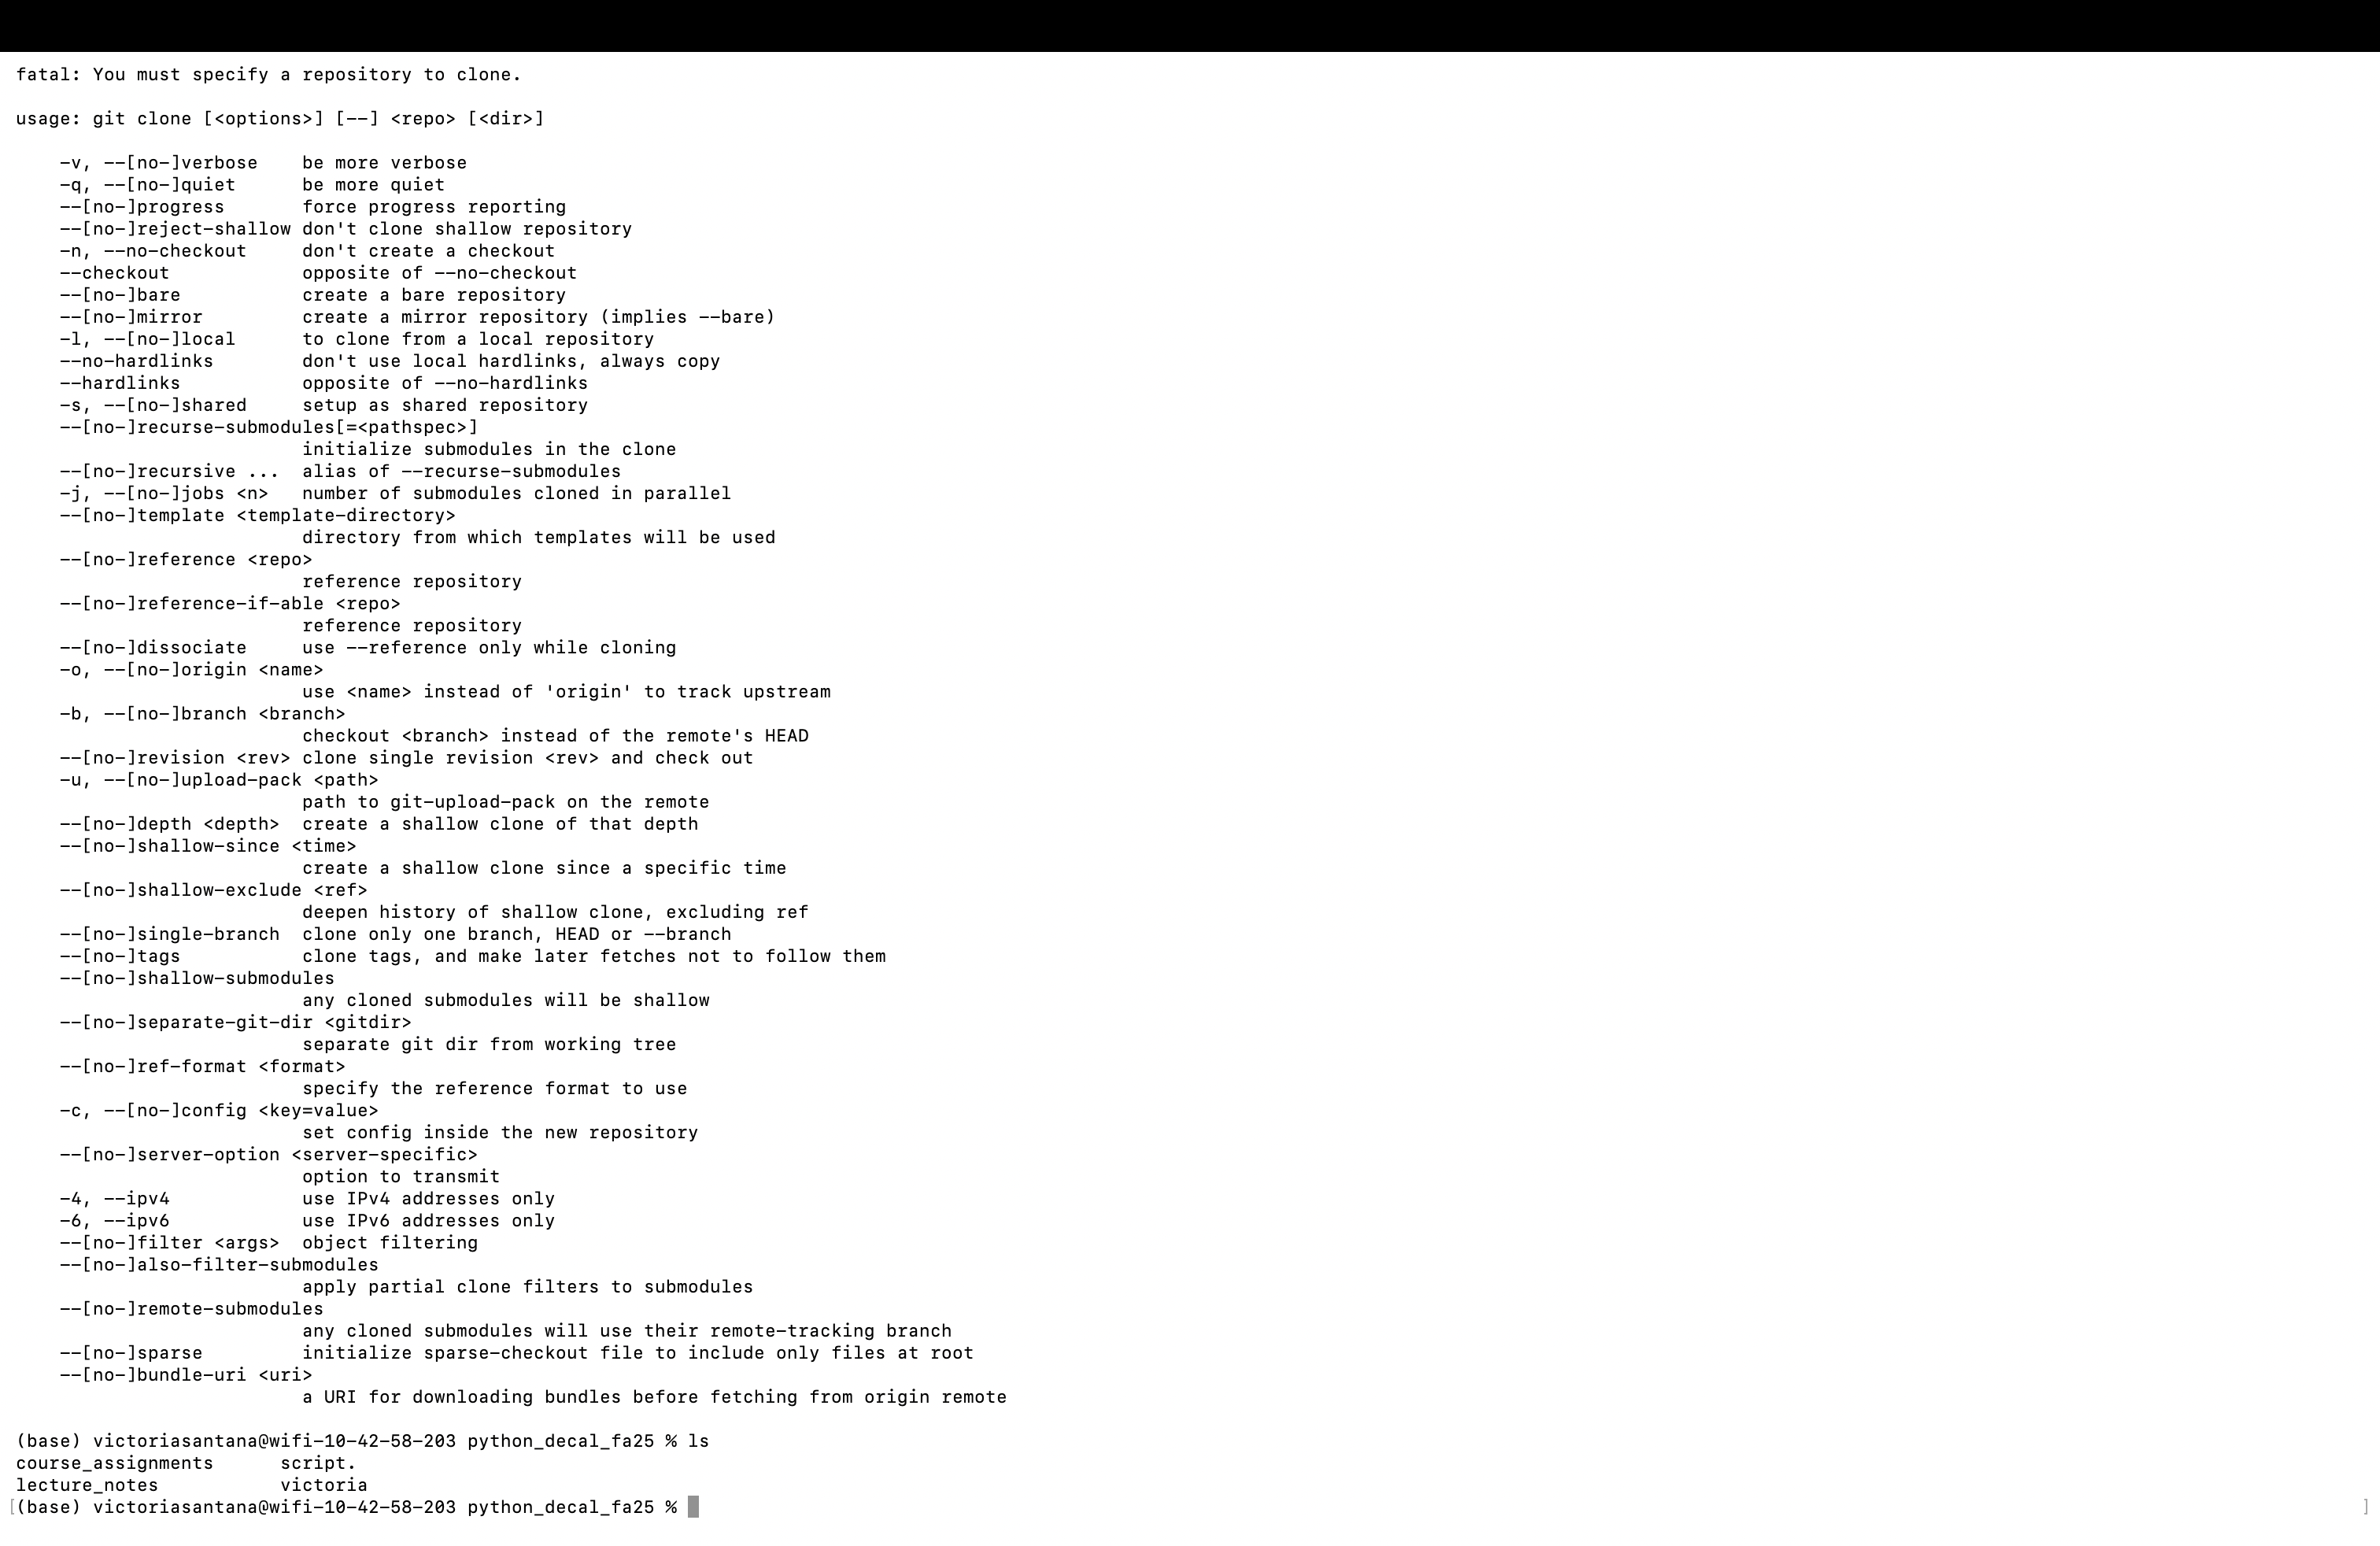 fatal: You must specify a repository to clone.
usage: git clone [<options>] [--] <repo> [<dir>]
-v, --[no-]verbose    be more verbose
-q, --[no-]quiet      be more quiet
--[no-]progress       force progress reporting
--[no-]reject-shallow don't clone shallow repository
-n, --no-checkout     don't create a checkout
--checkout            opposite of --no-checkout
--[no-]bare           create a bare repository
--[no-]mirror         create a mirror repository (implies --bare)
-l, --[no-]local      to clone from a local repository
--no-hardlinks        don't use local hardlinks, always copy
--hardlinks           opposite of --no-hardlinks
-s, --[no-]shared     setup as shared repository
--[no-]recurse-submodules[=<pathspec>]
initialize submodules in the clone
--[no-]recursive ...  alias of --recurse-submodules
-j, --[no-]jobs <n>   number of submodules cloned in parallel
--[no-]template <template-directory>
directory from which templates will be used
--[no-]reference <repo>
reference repository
--[no-]reference-if-able <repo>
reference repository
--[no-]dissociate     use --reference only while cloning
-o, --[no-]origin <name>
use <name> instead of 'origin' to track upstream
-b, --[no-]branch <branch>
checkout <branch> instead of the remote's HEAD
--[no-]revision <rev> clone single revision <rev> and check out
-u, --[no-]upload-pack <path>
path to git-upload-pack on the remote
--[no-]depth <depth>  create a shallow clone of that depth
--[no-]shallow-since <time>
create a shallow clone since a specific time
--[no-]shallow-exclude <ref>
deepen history of shallow clone, excluding ref
--[no-]single-branch  clone only one branch, HEAD or --branch
--[no-]tags           clone tags, and make later fetches not to follow them
--[no-]shallow-submodules
any cloned submodules will be shallow
--[no-]separate-git-dir <gitdir>
separate git dir from working tree
--[no-]ref-format <format>
specify the reference format to use
-c, --[no-]config <key=value>
set config inside the new repository
--[no-]server-option <server-specific>
option to transmit
-4, --ipv4            use IPv4 addresses only
-6, --ipv6            use IPv6 addresses only
--[no-]filter <args>  object filtering
--[no-]also-filter-submodules
apply partial clone filters to submodules
--[no-]remote-submodules
any cloned submodules will use their remote-tracking branch
--[no-]sparse         initialize sparse-checkout file to include only files at root
--[no-]bundle-uri <uri>
a URI for downloading bundles before fetching from origin remote
(base) victoriasantana@wifi-10-42-58-203 python_decal_fa25 % ls
course_assignments      script.
lecture_notes           victoria
[(base) victoriasantana@wifi-10-42-58-203 python_decal_fa25 % ]